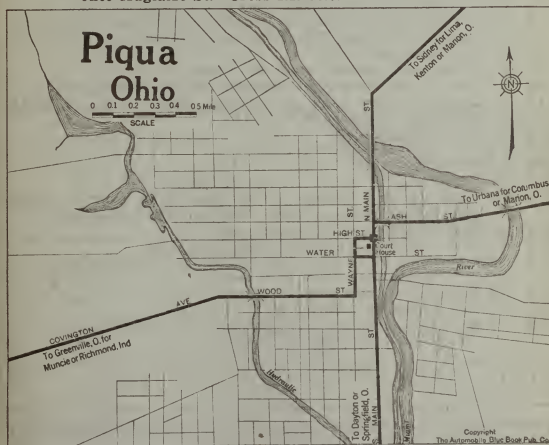 Piqua
Ohio
0 0.1 0.2 0.3 0.4 0.5 Mile
SCALE
To Sidney for Lima,
Kenton or Marion, O.
N
ST.
N MAIN
To Urbana for Columbus
or Marion, O.
ASH ST.
ST.
HIGH ST.
Court
House
WATER ST
WAYNE
River
WOOD ST
COVINGTON AVE
To Greenville, O. for
Muncie or Richmond, Ind
ST.
S. MAIN
To Dayton or
Springfield, O.
Hydraulic
Miami
Copyright
The Automobile Blue Book Pub. Co.